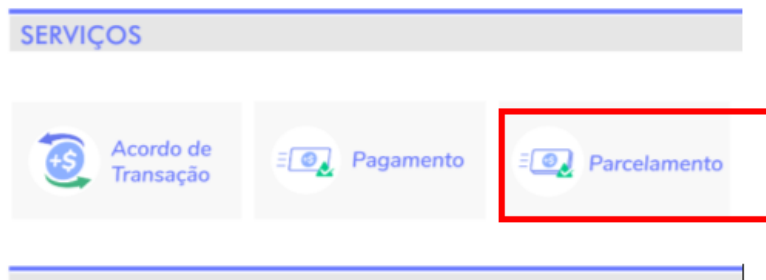 SERVIÇOS
Acordo de
Transação
Pagamento
Parcelamento